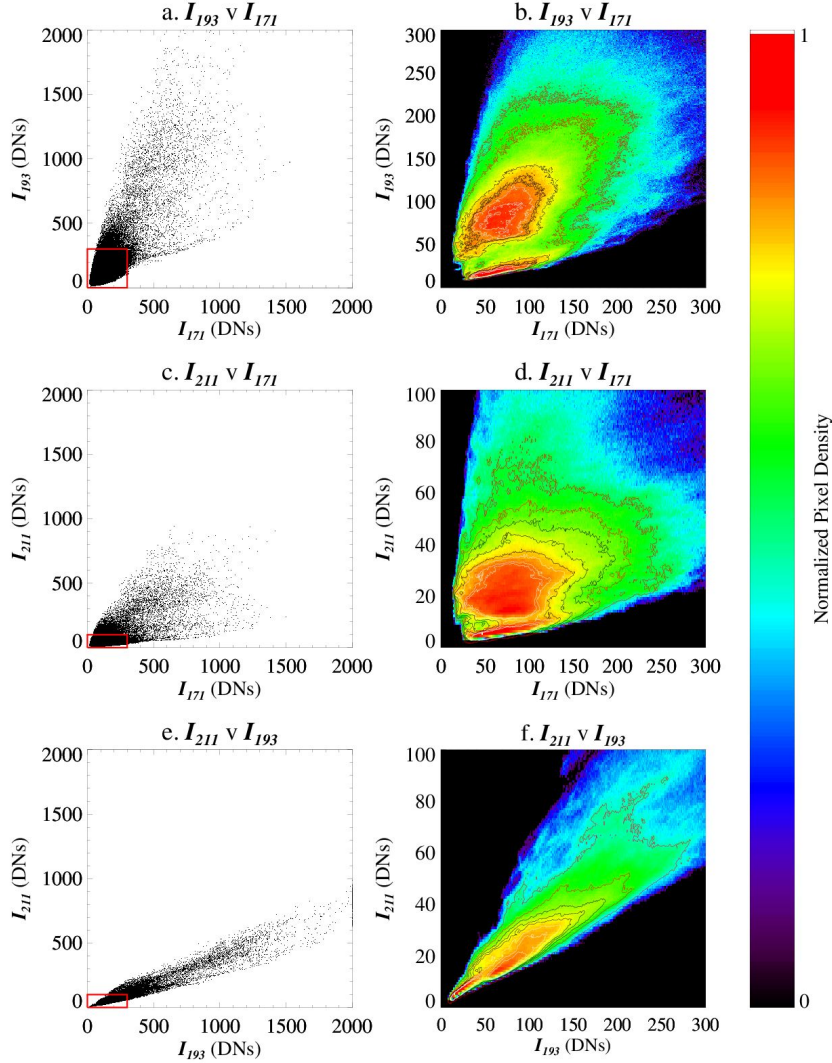 a. I193 v I171
2000
1500
1000
500
0
I193 (DNs)
0 500 1000 1500 2000
I171 (DNs)
b. I193 v I171
300
250
200
150
100
50
0
I193 (DNs)
0 50 100 150 200 250 300
I171 (DNs)
c. I211 v I171
2000
1500
1000
500
0
I211 (DNs)
0 500 1000 1500 2000
I171 (DNs)
d. I211 v I171
100
80
60
40
20
0
I211 (DNs)
0 50 100 150 200 250 300
I171 (DNs)
e. I211 v I193
2000
1500
1000
500
0
I211 (DNs)
0 500 1000 1500 2000
I193 (DNs)
f. I211 v I193
100
80
60
40
20
0
I211 (DNs)
0 50 100 150 200 250 300
I193 (DNs)
1
Normalized Pixel Density
0